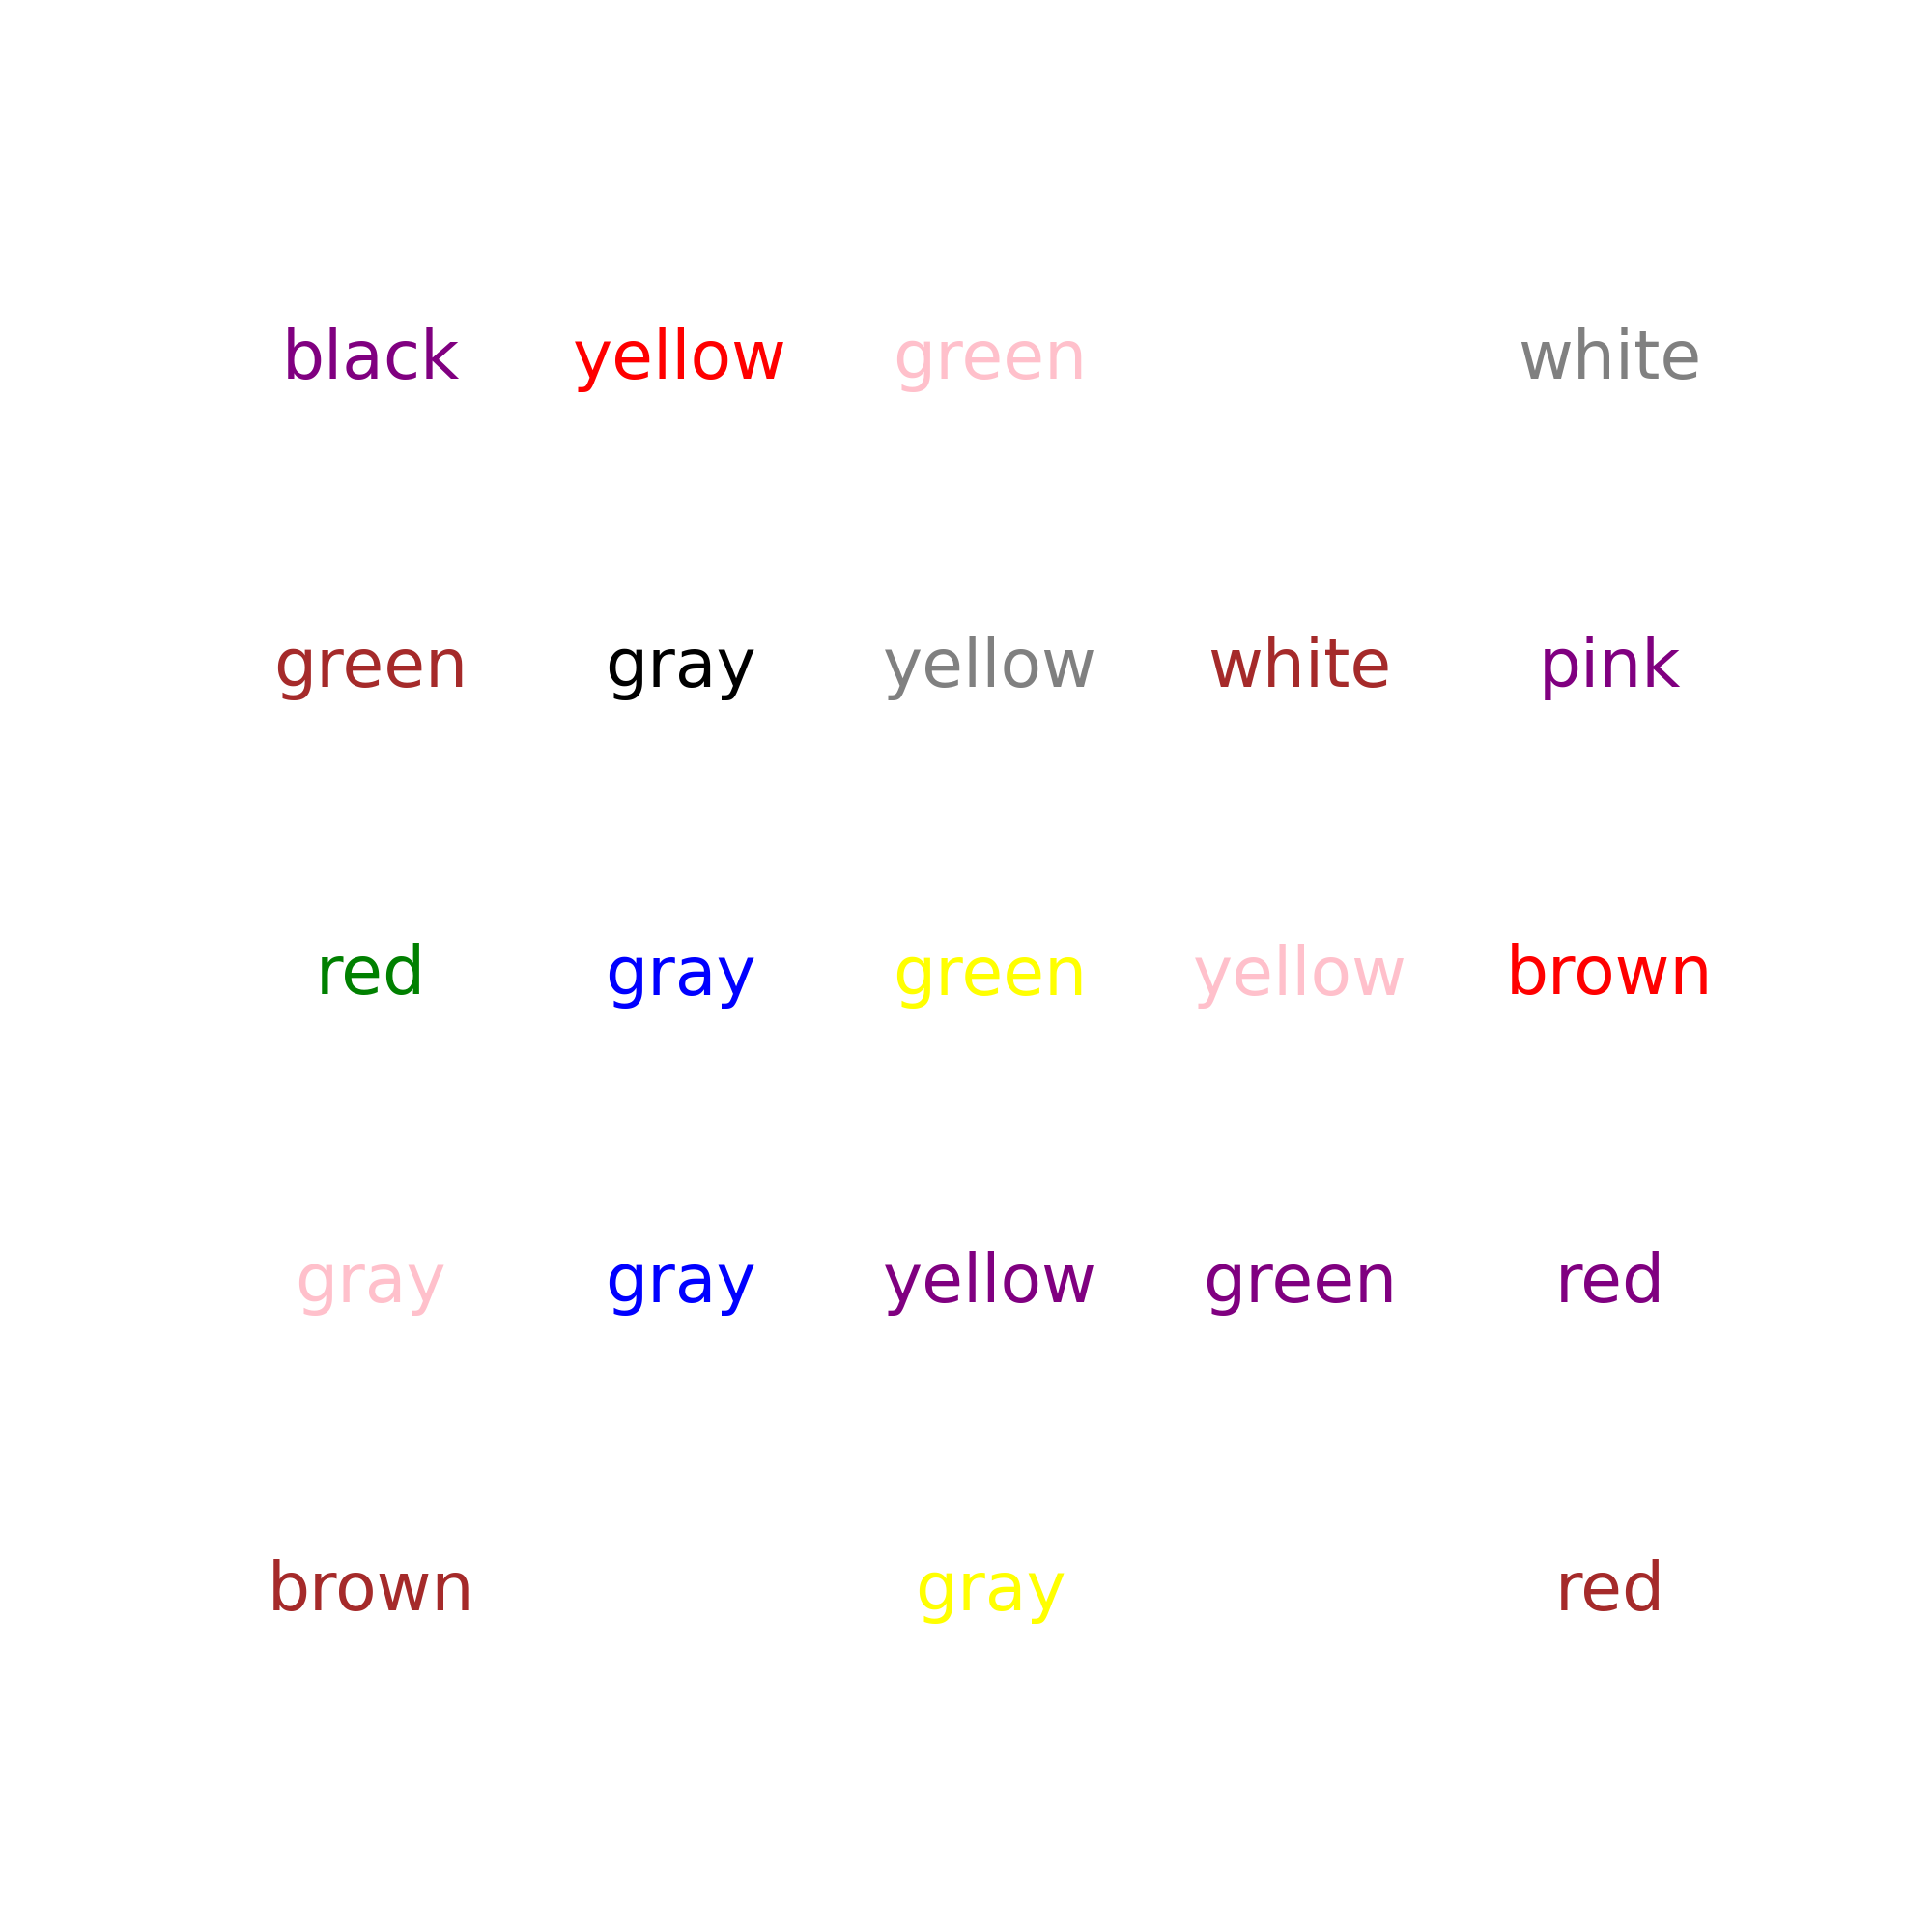 black yellow green white
green gray yellow white pink
red gray green yellow brown
gray gray yellow green red
brown gray red